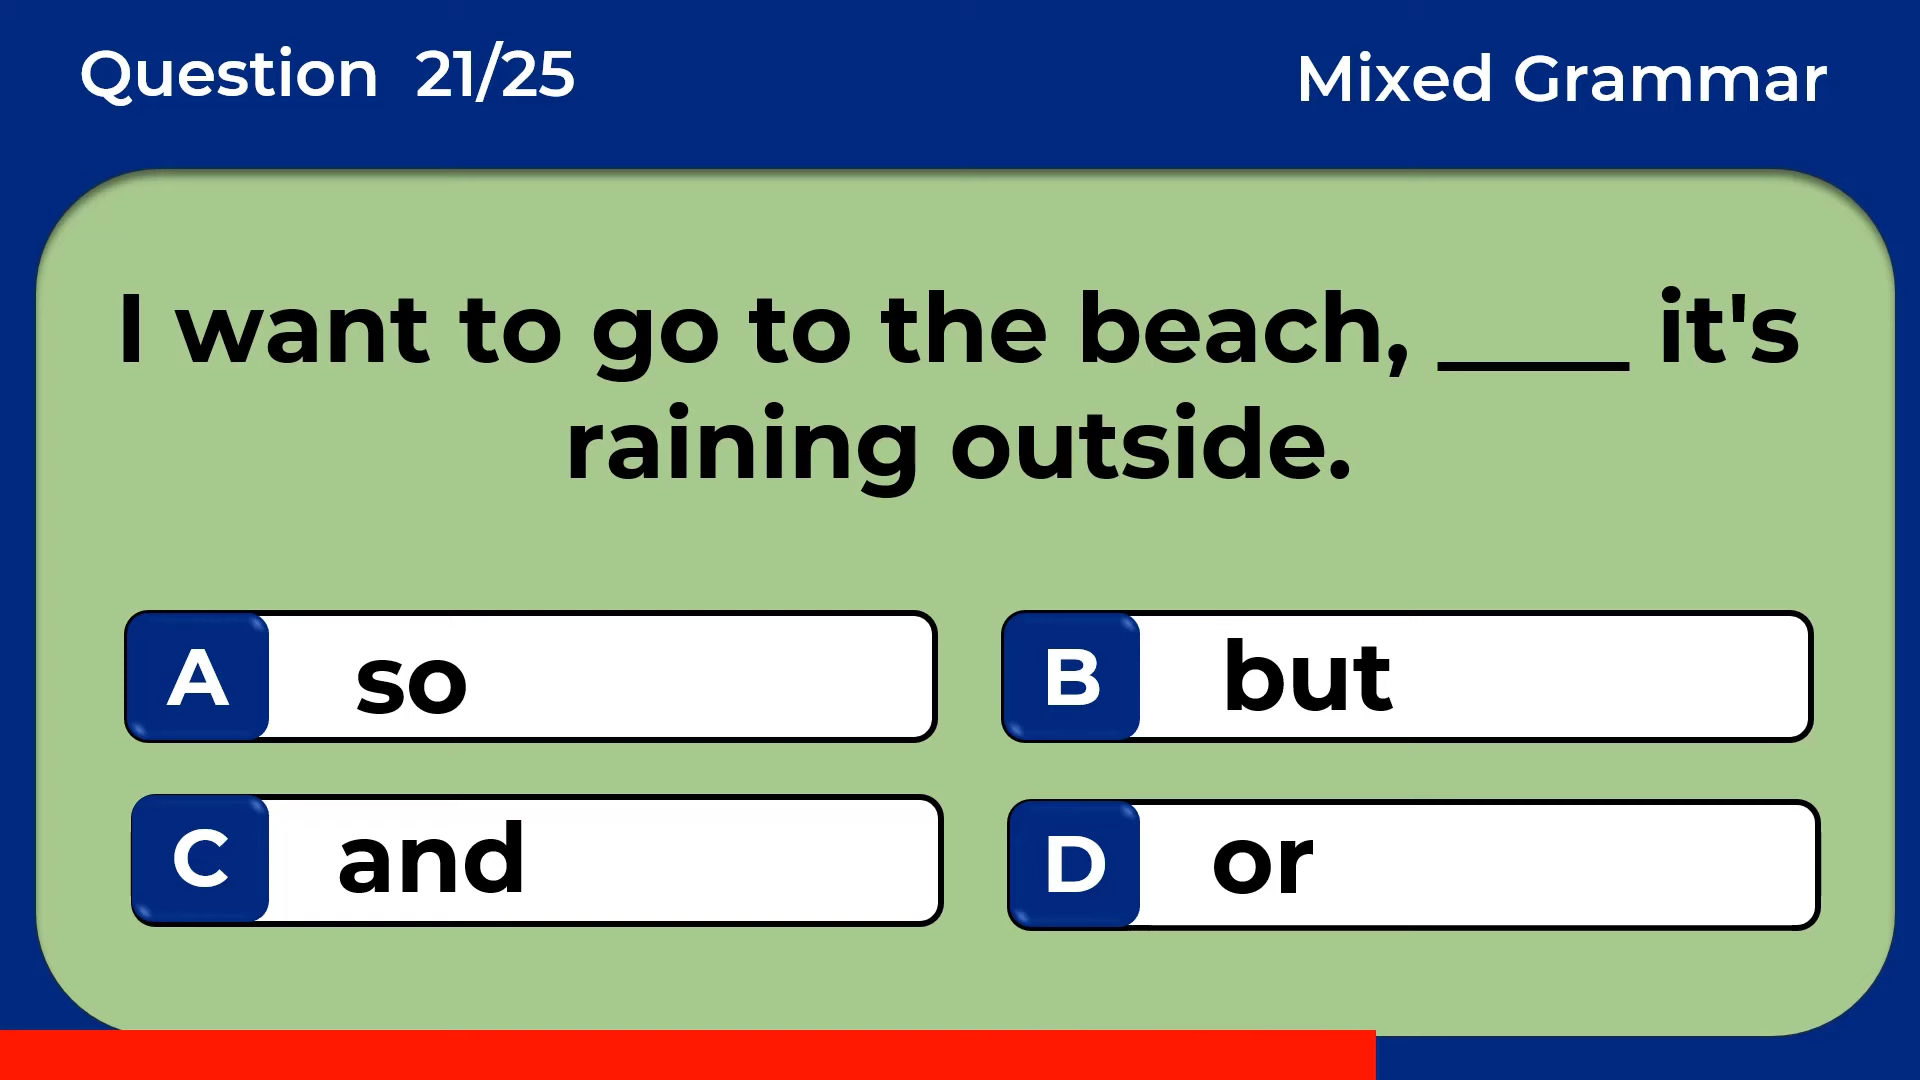 Question 21/25
Mixed Grammar
I want to go to the beach, ____ it's
raining outside.
A so
B but
C and
D or